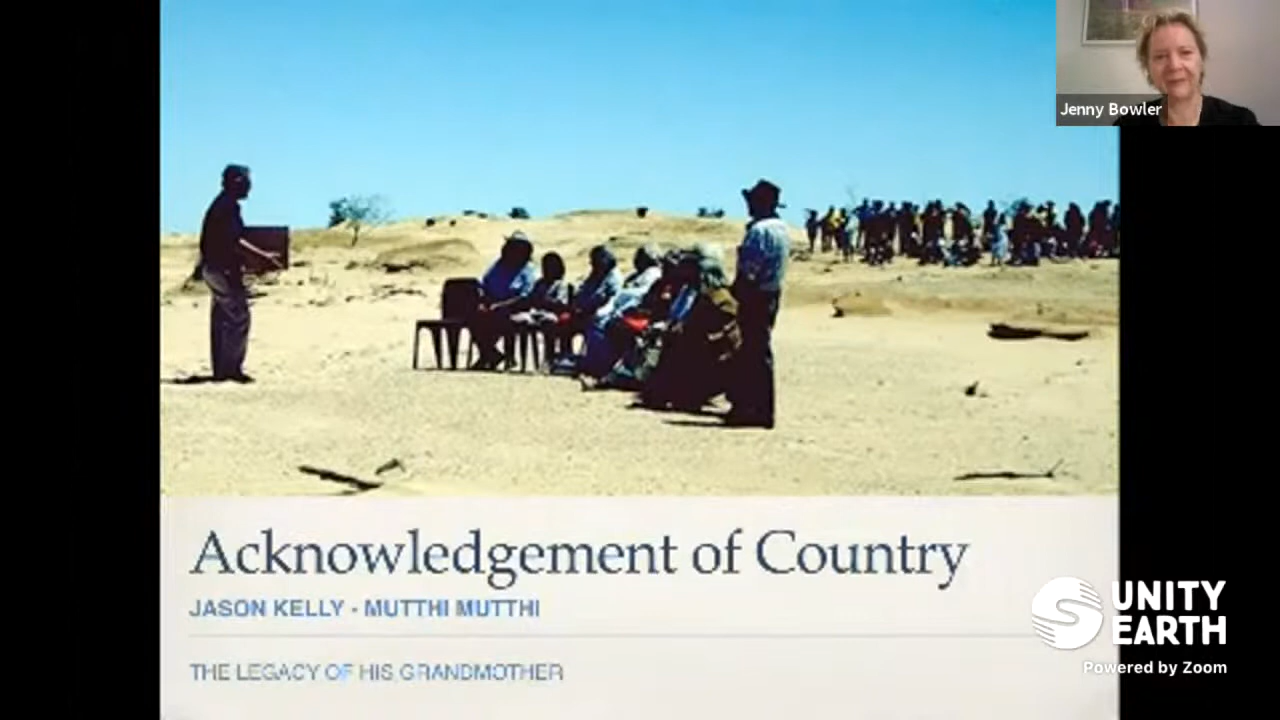 Jenny Bowler
Acknowledgement of Country
JASON KELLY - MUTTHI MUTTHI
THE LEGACY OF HIS GRANDMOTHER
UNITY
EARTH
Powered by Zoom